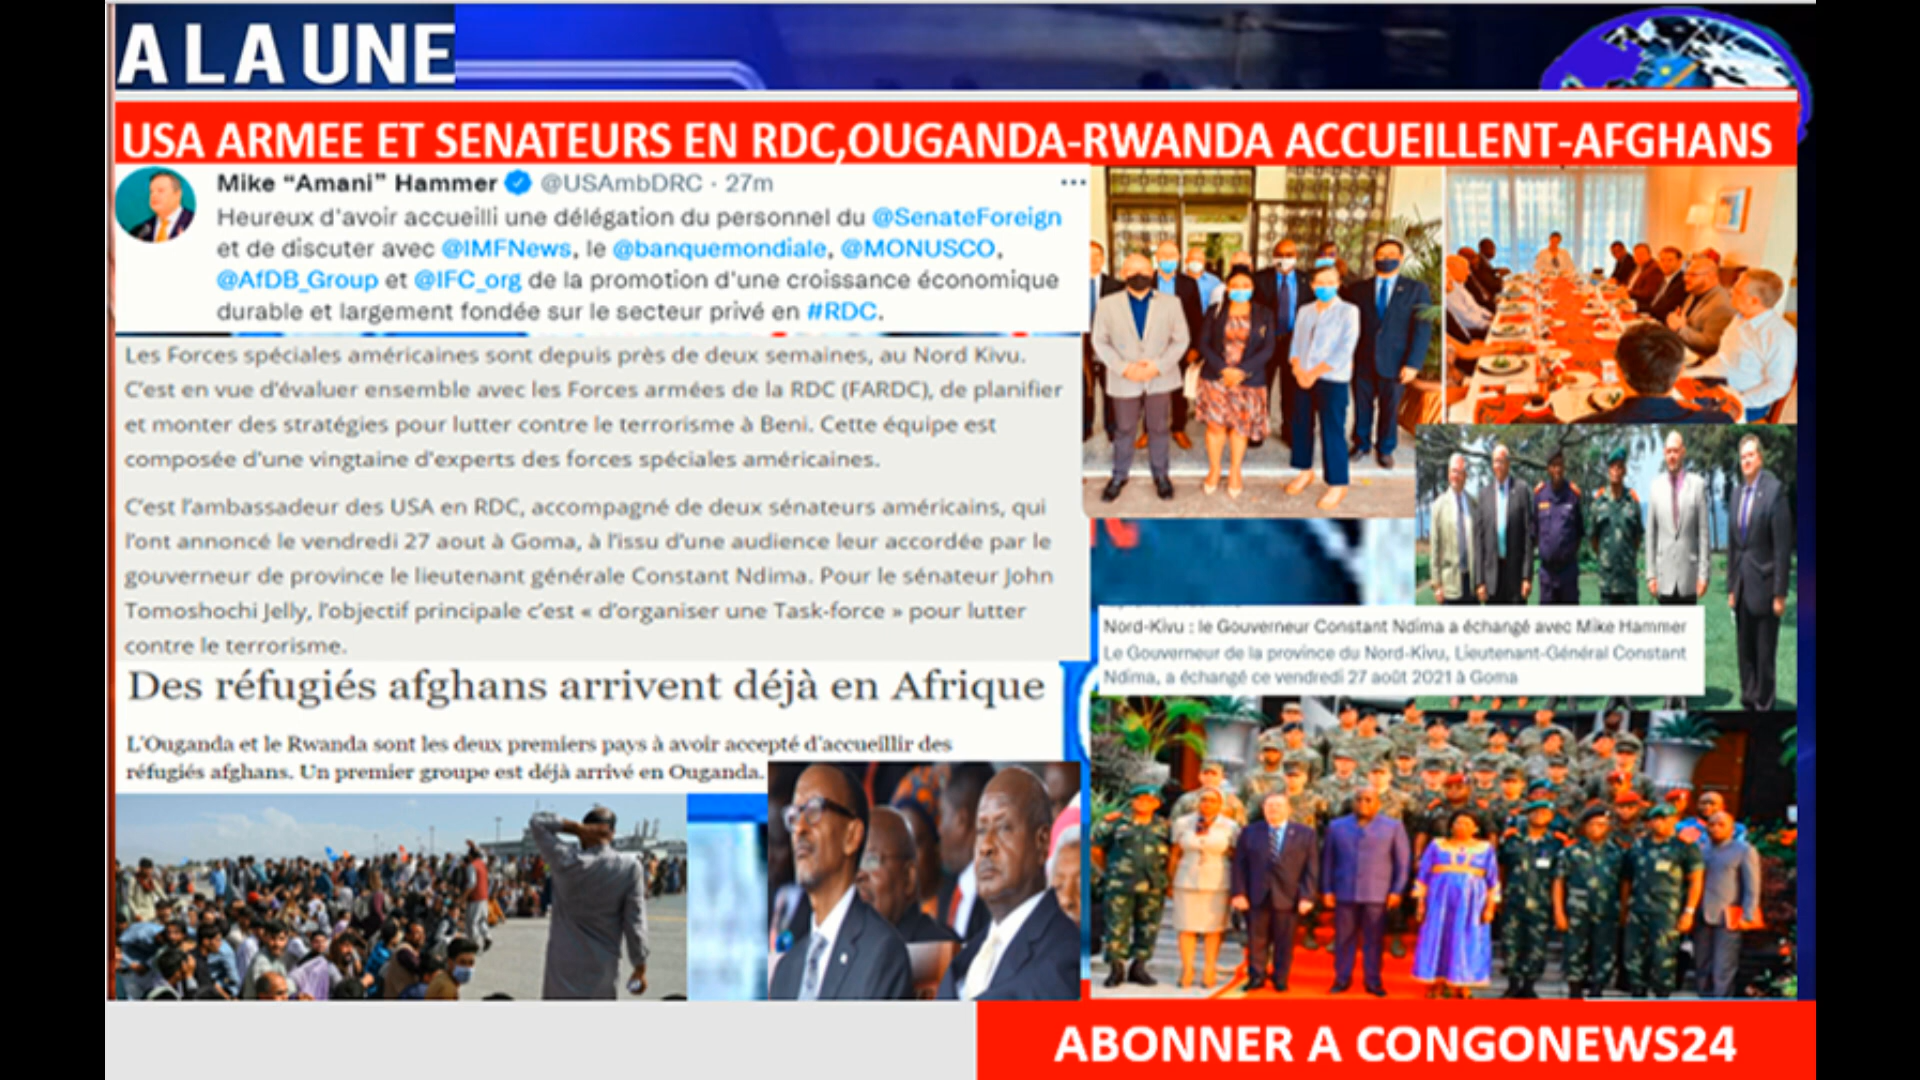 A LA UNE
USA ARMEE ET SENATEURS EN RDC,OUGANDA-RWANDA ACCUEILLENT-AFGHANS
Mike “Amani” Hammer @USAmbDRC · 27m
Heureux d'avoir accueilli une délégation du personnel du @SenateForeign
et de discuter avec @IMFNews, le @banquemondiale, @MONUSCO,
@AfDB_Group et @IFC_org de la promotion d'une croissance économique
durable et largement fondée sur le secteur privé en #RDC.
Les Forces spéciales américaines sont depuis près de deux semaines, au Nord Kivu.
C'est en vue d'évaluer ensemble avec les Forces armées de la RDC (FARDC), de planifier
et monter des stratégies pour lutter contre le terrorisme à Beni. Cette équipe est
composée d'une vingtaine d'experts des forces spéciales américaines.
C'est l'ambassadeur des USA en RDC, accompagné de deux sénateurs américains, qui
l'ont annoncé le vendredi 27 aout à Goma, à l'issu d'une audience leur accordée par le
gouverneur de province le lieutenant générale Constant Ndima. Pour le sénateur John
Tomoshochi Jelly, l'objectif principale c'est « d'organiser une Task-force » pour lutter
contre le terrorisme.
Nord-Kivu : le Gouverneur Constant Ndima a échangé avec Mike Hammer
Le Gouverneur de la province du Nord-Kivu, Lieutenant-Général Constant
Ndima, a échangé ce vendredi 27 août 2021 à Goma
Des réfugiés afghans arrivent déjà en Afrique
L'Ouganda et le Rwanda sont les deux premiers pays à avoir accepté d'accueillir des
réfugiés afghans. Un premier groupe est déjà arrivé en Ouganda.
ABONNER A CONGONEWS24